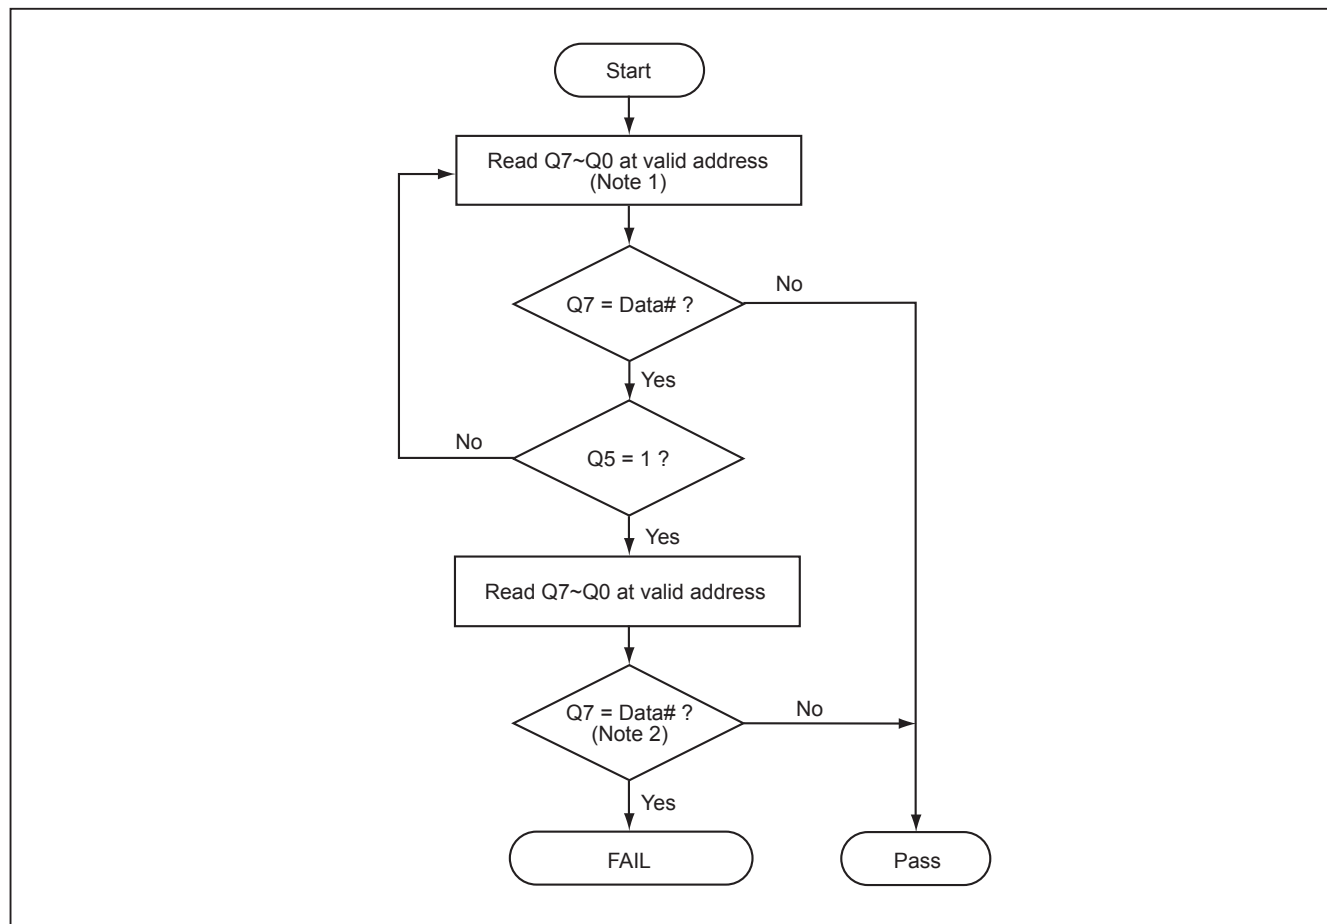 Start
Read Q7~Q0 at valid address
(Note 1)
No
Q7 = Data# ?
Yes
No
Q5 = 1 ?
Yes
Read Q7~Q0 at valid address
No
Q7 = Data# ?
(Note 2)
Yes
FAIL
Pass